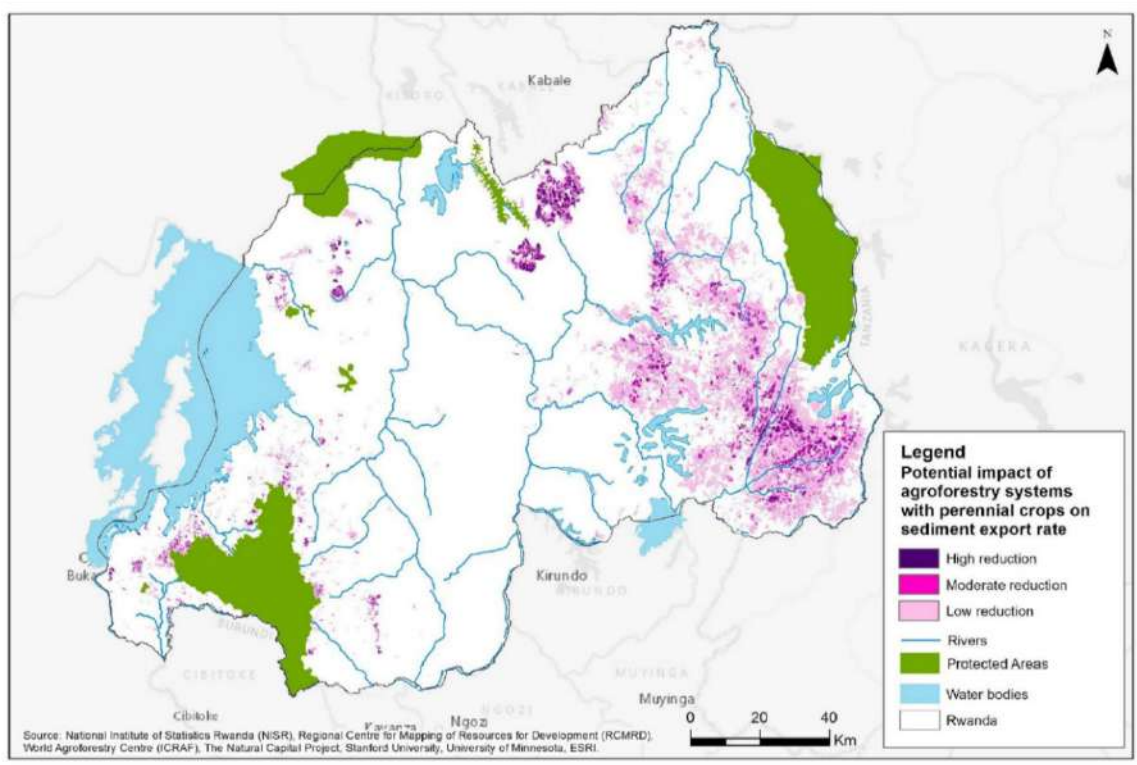 N
Kabale
KISORO
KABALE
TANZANIA
KAGERA
Legend
Potential impact of
agroforestry systems
with perennial crops on
sediment export rate
High reduction
Moderate reduction
Low reduction
Rivers
Protected Areas
Water bodies
Rwanda
Buka
Kirundo
KIRUNDO
BURUNDI
CIBITOKE
MUYINGA
Muyinga
NGOZI
Cibitoke
Kayanza
Ngozi
0 20 40
Km
Source: National Institute of Statistics Rwanda (NISR), Regional Centre for Mapping of Resources for Development (RCMRD),
World Agroforestry Centre (ICRAF), The Natural Capital Project, Stanford University, University of Minnesota, ESRI.